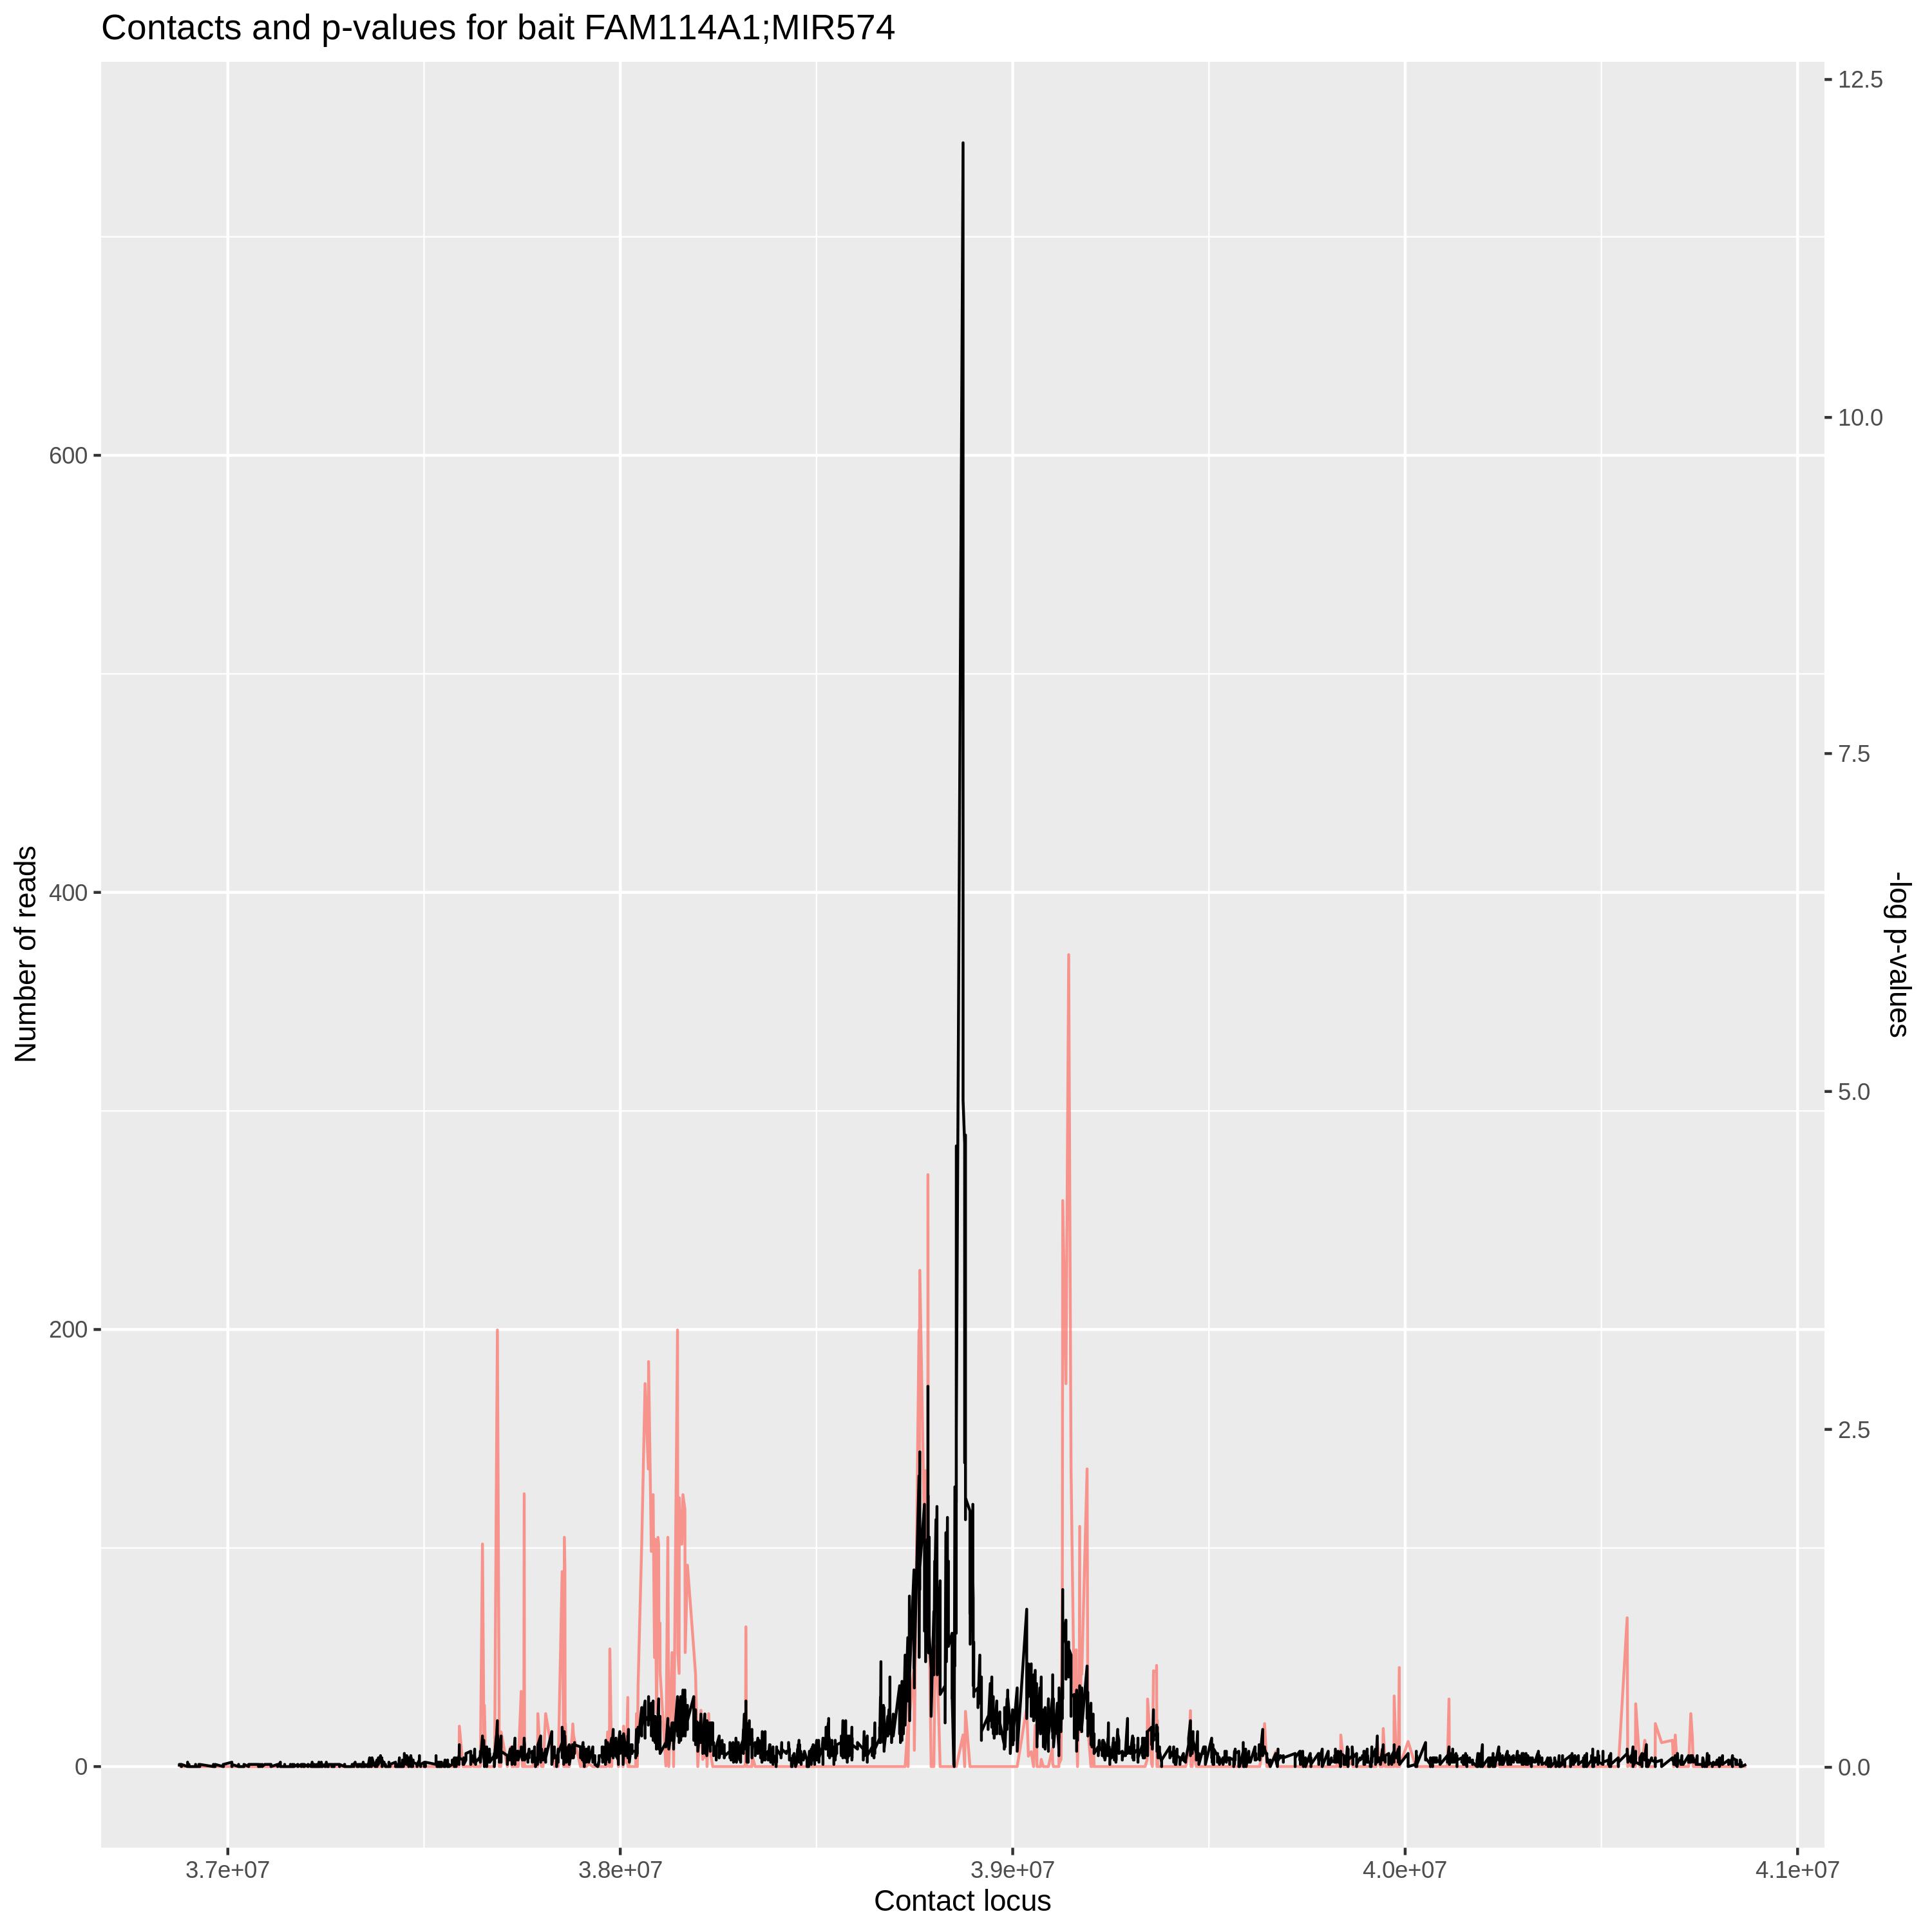 Contacts and p-values for bait FAM114A1;MIR574
12.5
10.0
7.5
5.0
2.5
0.0
-log p-values
600
400
200
0
Number of reads
3.7e+07 3.8e+07 3.9e+07 4.0e+07 4.1e+07
Contact locus